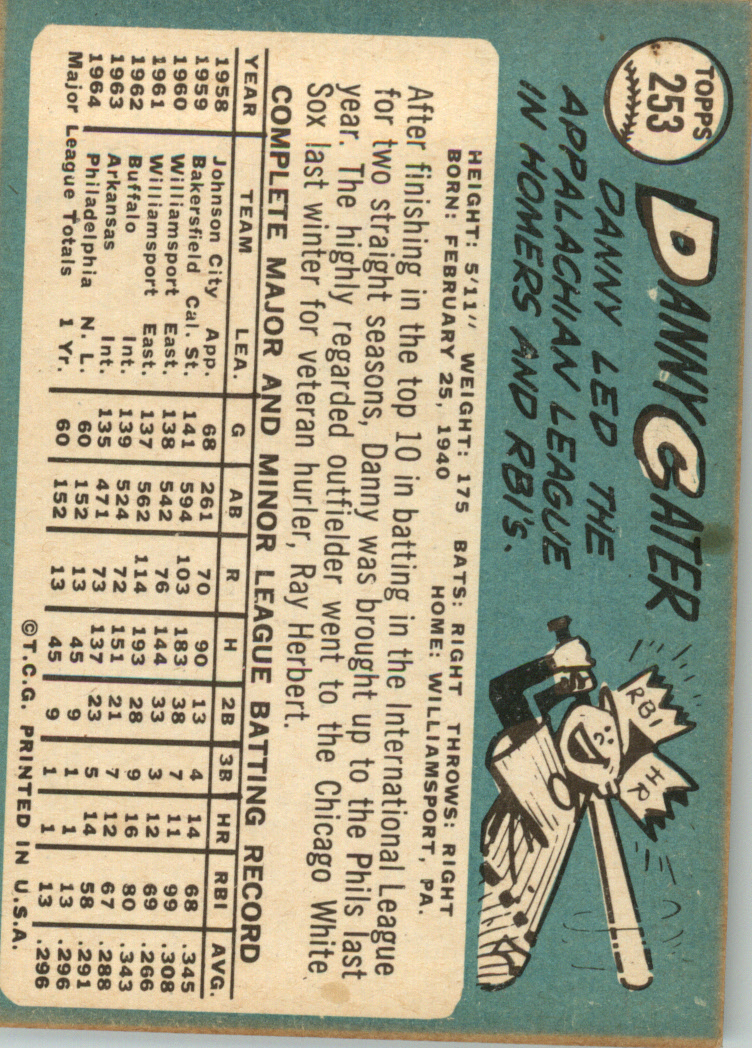 TOPPS
253
DANNY CATER
DANNY LED THE
APPALACHIAN LEAGUE
IN HOMERS AND RBI'S.
RBI
HR
HEIGHT: 5'11" WEIGHT: 175 BATS: RIGHT THROWS: RIGHT
BORN: FEBRUARY 25, 1940 HOME: WILLIAMSPORT, PA.
After finishing in the top 10 in batting in the International League
for two straight seasons, Danny was brought up to the Phils last
year. The highly regarded outfielder went to the Chicago White
Sox last winter for veteran hurler, Ray Herbert.
COMPLETE MAJOR AND MINOR LEAGUE BATTING RECORD
YEAR TEAM LEA. G AB R H 2B 3B HR RBI AVG.
1958 Johnson City App. 68 261 70 90 13 4 14 68 .345
1959 Bakersfield Cal. St. 141 594 103 183 38 7 11 99 .308
1960 Williamsport East. 138 542 76 144 33 3 12 69 .266
1961 Williamsport East. 137 562 114 193 28 9 16 80 .343
1962 Buffalo Int. 139 524 72 151 21 7 12 67 .288
1963 Arkansas Int. 135 471 73 137 23 5 14 58 .291
1964 Philadelphia N. L. 60 152 13 45 9 1 1 13 .296
Major League Totals 1 Yr. 60 152 13 45 9 1 1 13 .296
©T.C.G. PRINTED IN U.S.A.